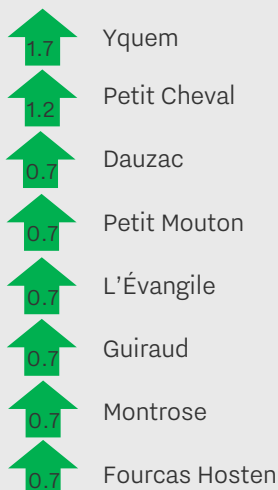 1.7 Yquem
1.2 Petit Cheval
0.7 Dauzac
0.7 Petit Mouton
0.7 L’Évangile
0.7 Guiraud
0.7 Montrose
0.7 Fourcas Hosten